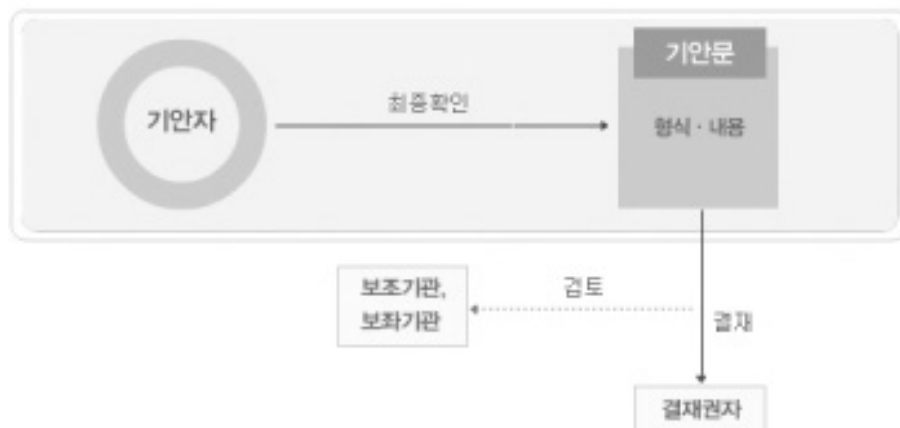 기안문
기안자
최종확인
형식 · 내용
보조기관,
보좌기관
검토
결재
결재권자